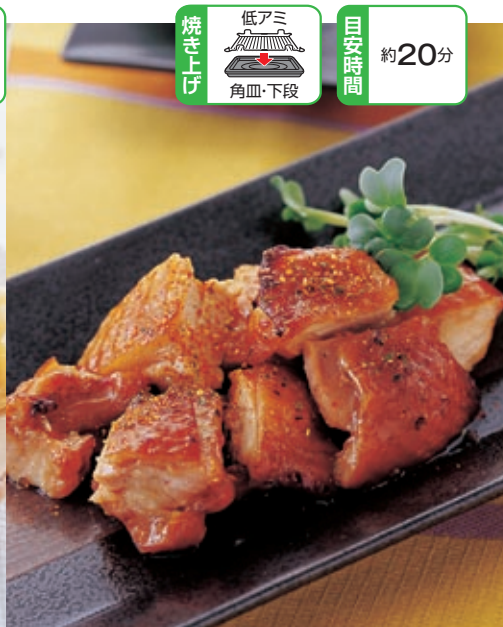 焼き上げ
低アミ
角皿・下段
目安時間
約20分